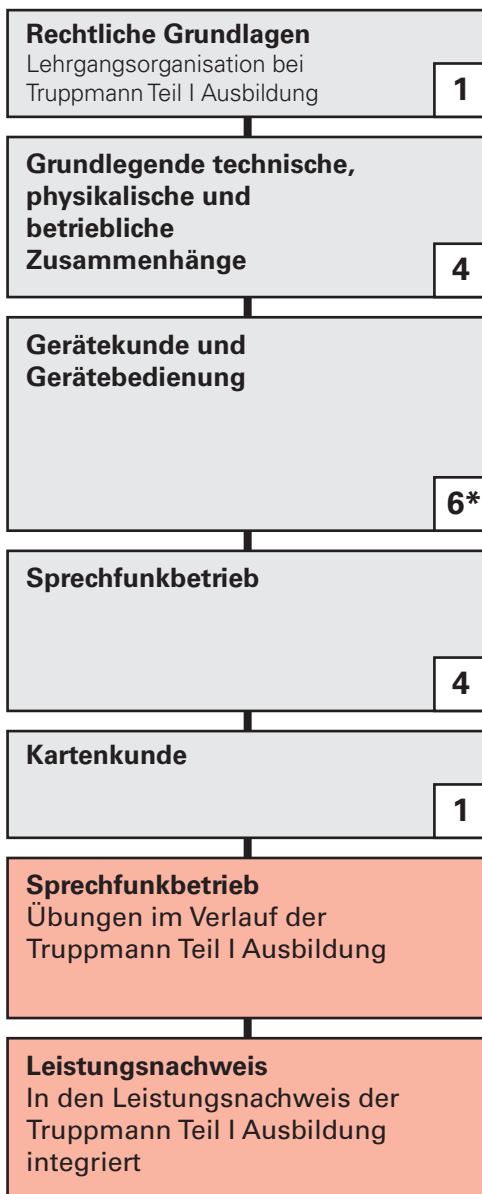 Rechtliche Grundlagen
Lehrgangsorganisation bei
Truppmann Teil I Ausbildung
1
Grundlegende technische,
physikalische und
betriebliche
Zusammenhänge
4
Gerätekunde und
Gerätebedienung
6*
Sprechfunkbetrieb
4
Kartenkunde
1
Sprechfunkbetrieb
Übungen im Verlauf der
Truppmann Teil I Ausbildung
Leistungsnachweis
In den Leistungsnachweis der
Truppmann Teil I Ausbildung
integriert